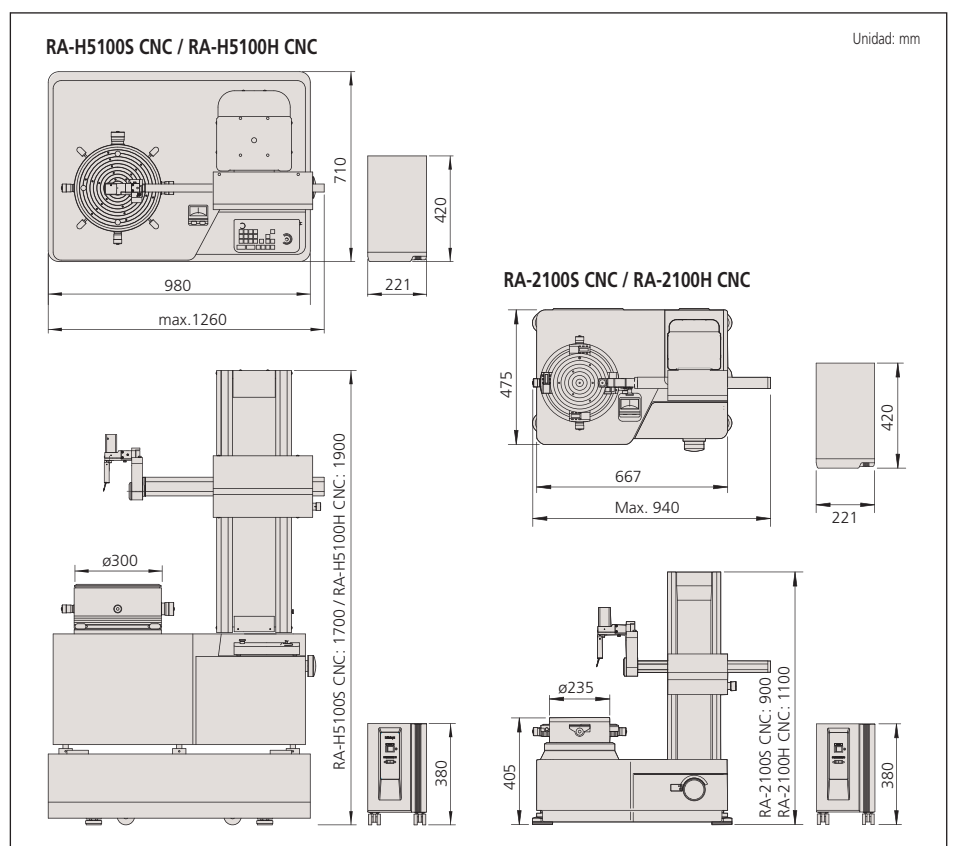 RA-H5100S CNC / RA-H5100H CNC
Unidad: mm
710
420
980
221
max.1260
RA-2100S CNC / RA-2100H CNC
475
420
667
Max. 940
221
ø300
RA-H5100S CNC: 1700 / RA-H5100H CNC: 1900
380
ø235
405
RA-2100S CNC: 900
RA-2100H CNC: 1100
380